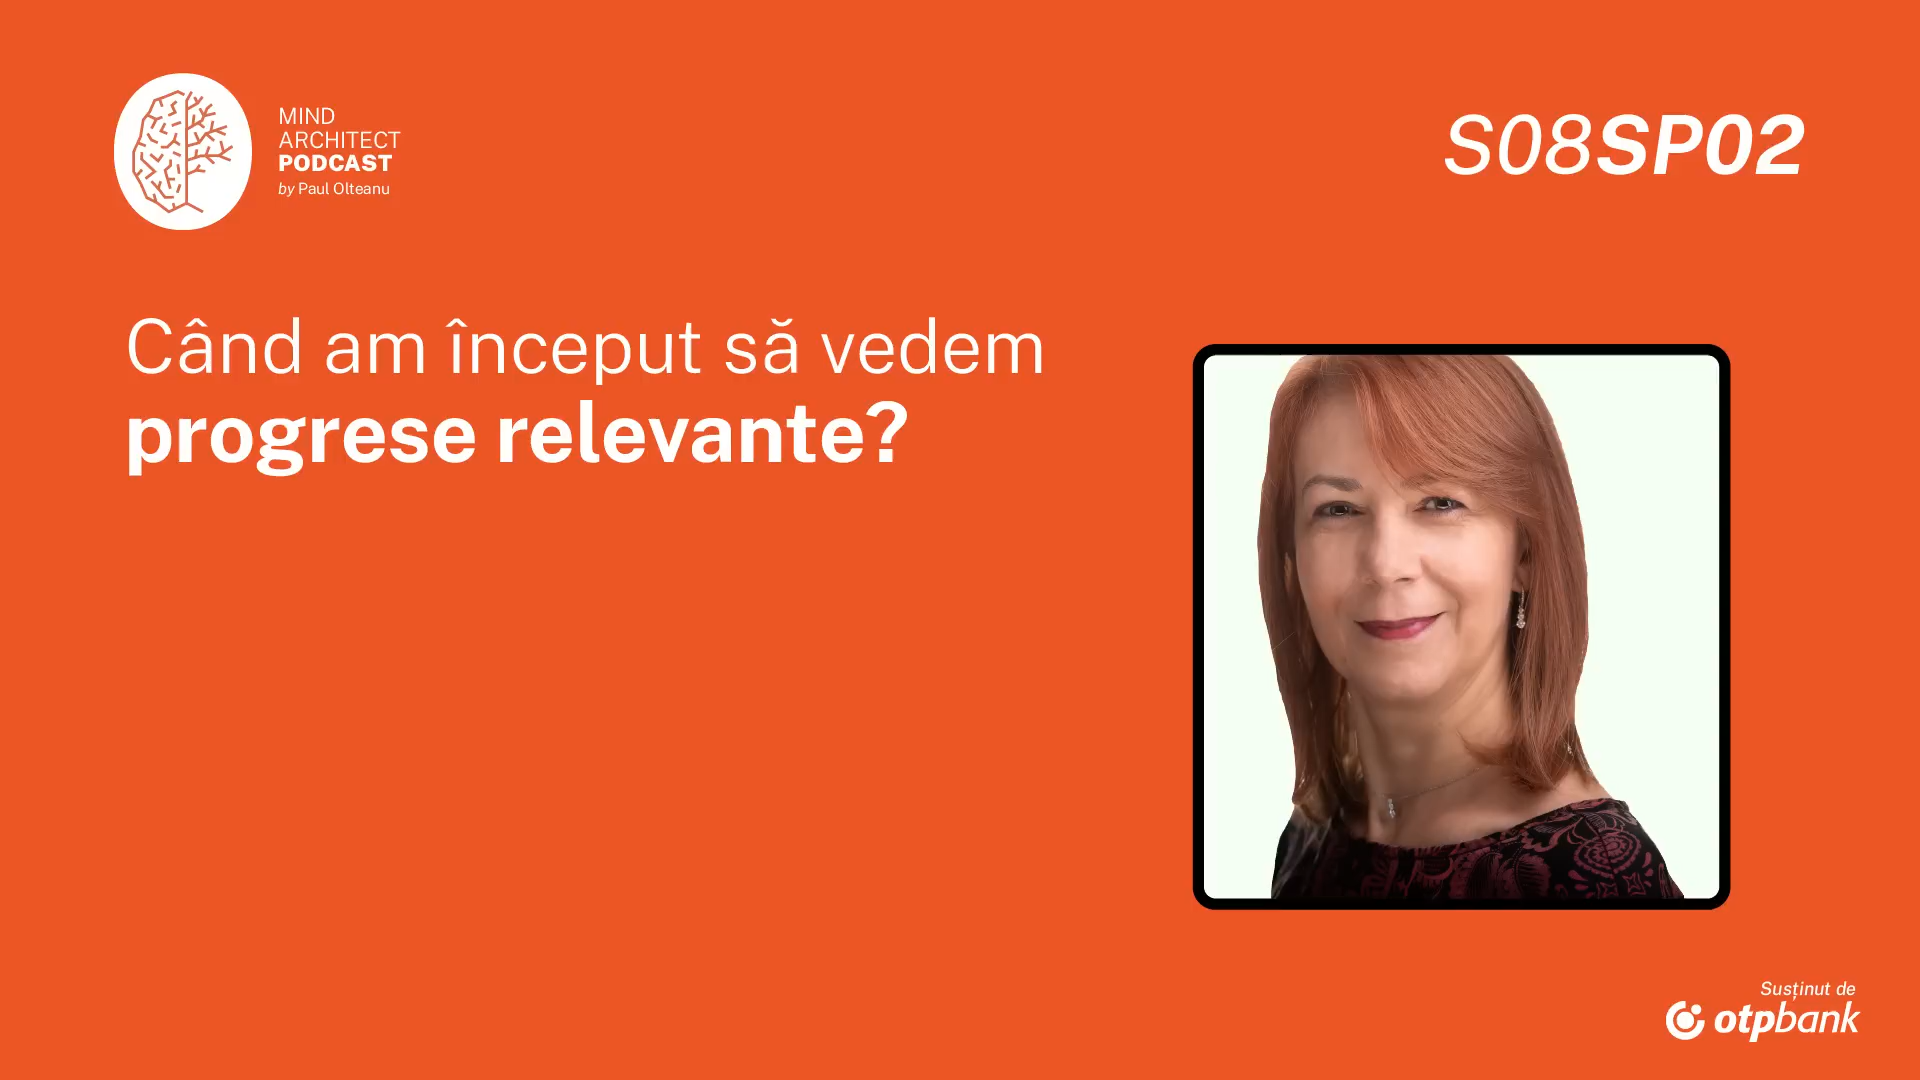 MIND
ARCHITECT
PODCAST
by Paul Olteanu
S08SP02
Când am început să vedem
progrese relevante?
Susținut de
otpbank